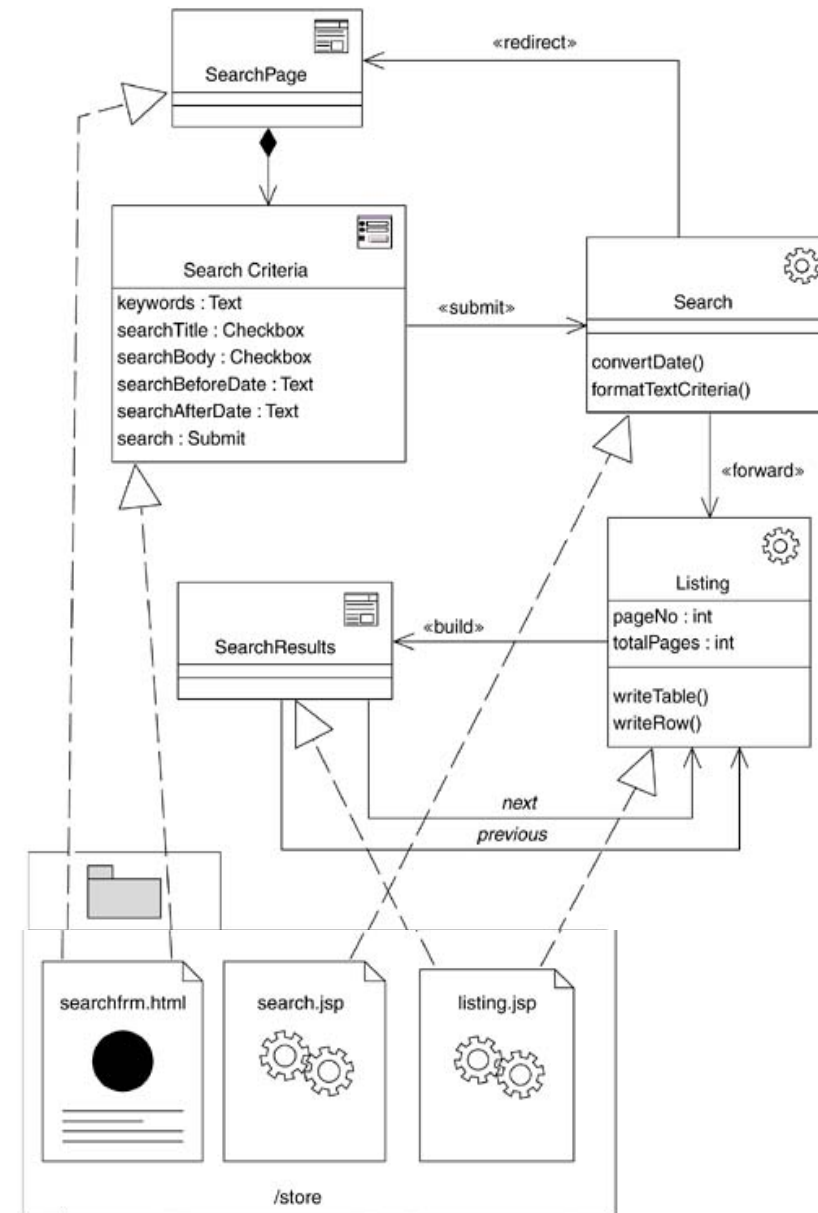 SearchPage
«redirect»
Search Criteria
keywords : Text
searchTitle : Checkbox
searchBody : Checkbox
searchBeforeDate : Text
searchAfterDate : Text
search : Submit
«submit»
Search
convertDate()
formatTextCriteria()
«forward»
Listing
pageNo : int
totalPages : int
writeTable()
writeRow()
«build»
SearchResults
next
previous
searchfrm.html
search.jsp
listing.jsp
/store